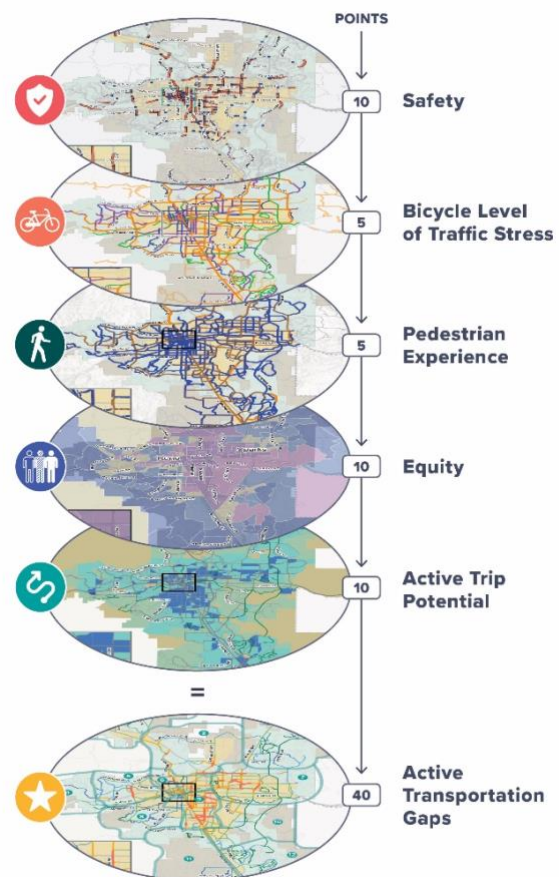 POINTS
10
Safety
5
Bicycle Level
of Traffic Stress
5
Pedestrian
Experience
10
Equity
10
Active Trip
Potential
=
40
Active
Transportation
Gaps